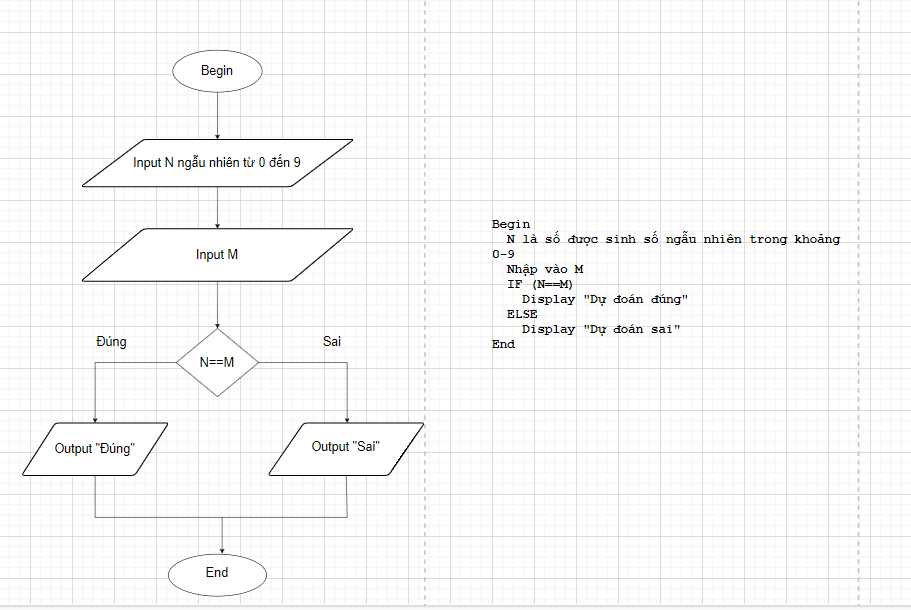 Begin
Input N ngẫu nhiên từ 0 đến 9
Input M
Đúng
Sai
N==M
Output "Đúng"
Output "Sai"
End
Begin
N là số được sinh số ngẫu nhiên trong khoảng
0-9
Nhập vào M
IF (N==M)
Display "Dự đoán đúng"
ELSE
Display "Dự đoán sai"
End